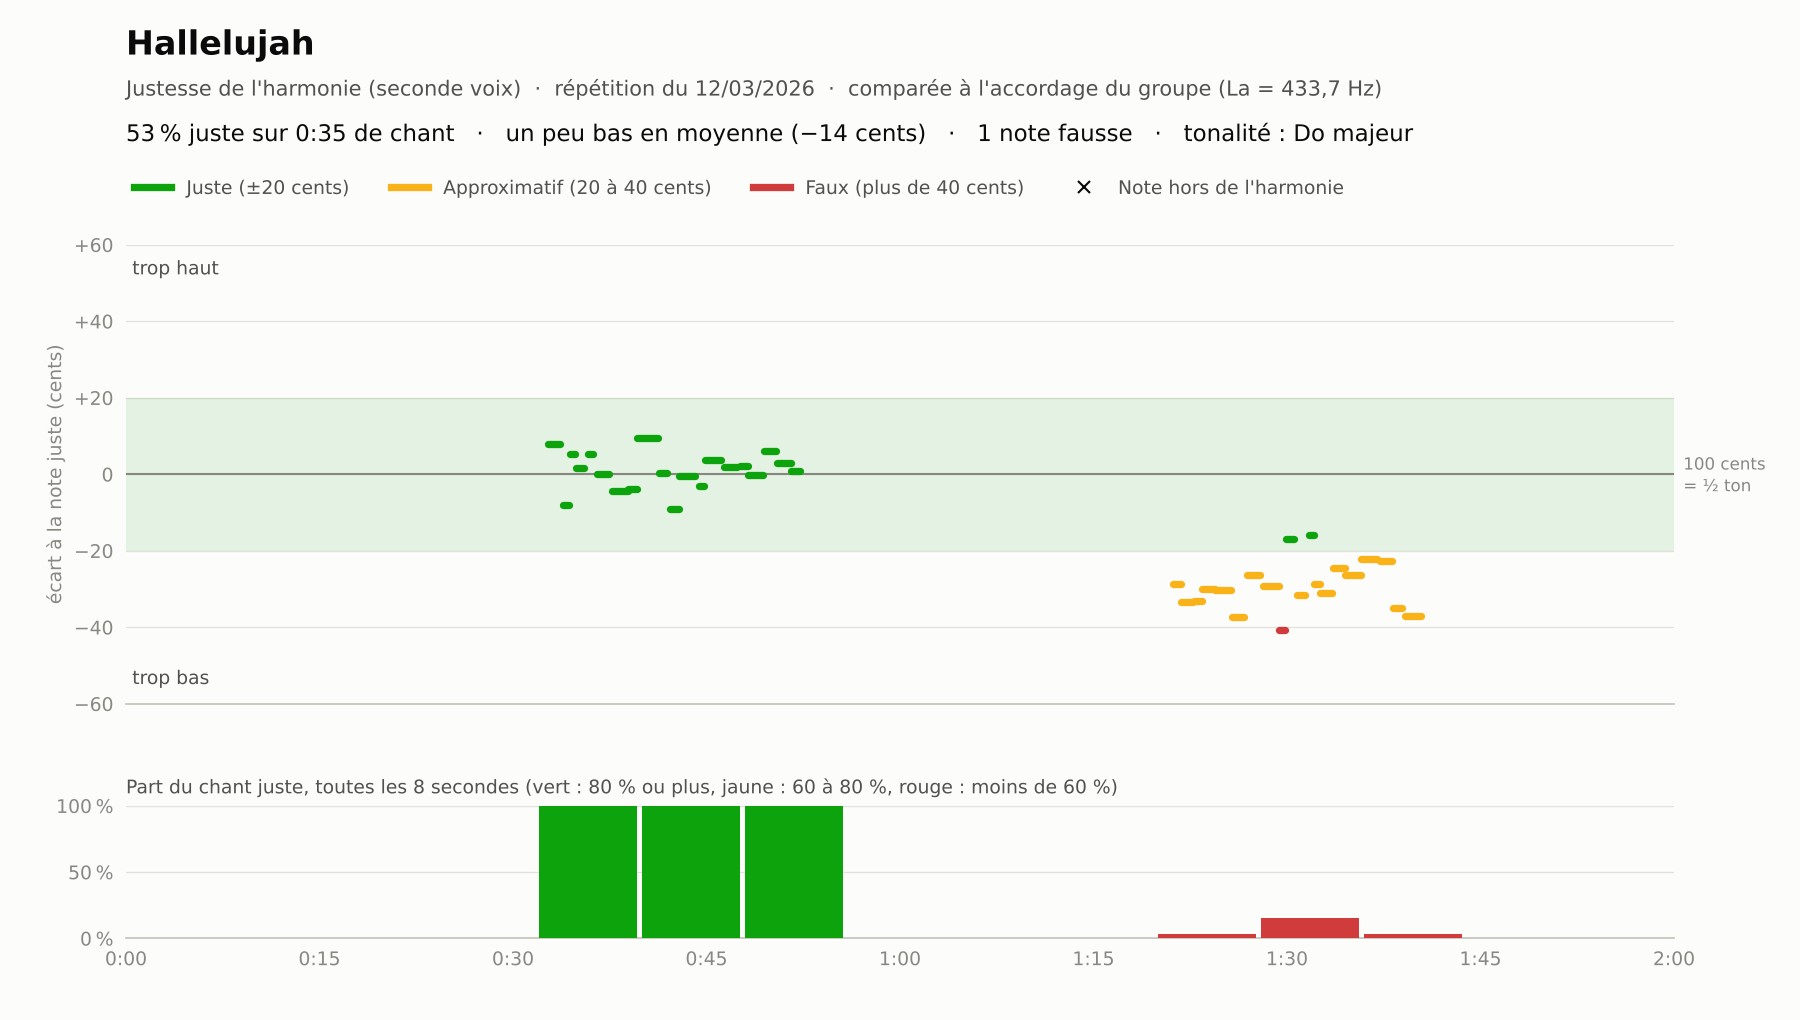 Hallelujah
Justesse de l'harmonie (seconde voix) · répétition du 12/03/2026 · comparée à l'accordage du groupe (La = 433,7 Hz)
53 % juste sur 0:35 de chant · un peu bas en moyenne (−14 cents) · 1 note fausse · tonalité : Do majeur
Juste (±20 cents) Approximatif (20 à 40 cents) Faux (plus de 40 cents) × Note hors de l'harmonie
+60
trop haut
+40
+20
0
−20
−40
trop bas
−60
écart à la note juste (cents)
100 cents
= ½ ton
Part du chant juste, toutes les 8 secondes (vert : 80 % ou plus, jaune : 60 à 80 %, rouge : moins de 60 %)
100 %
50 %
0 %
0:00 0:15 0:30 0:45 1:00 1:15 1:30 1:45 2:00